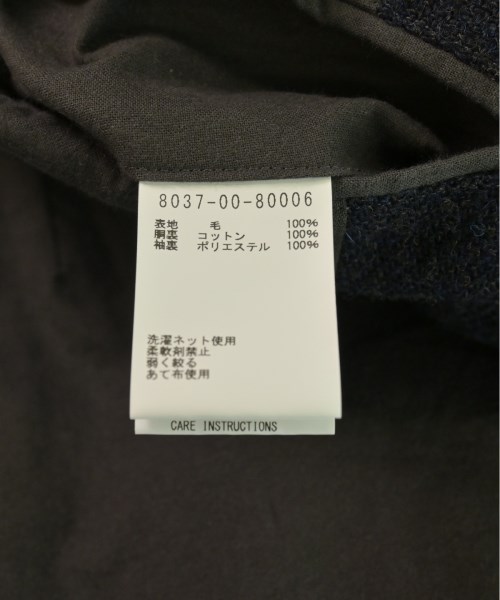 8037-00-80006
表地 毛 100%
胴裏 コットン 100%
袖裏 ポリエステル 100%
洗濯ネット使用
柔軟剤禁止
弱く絞る
あて布使用
CARE INSTRUCTIONS